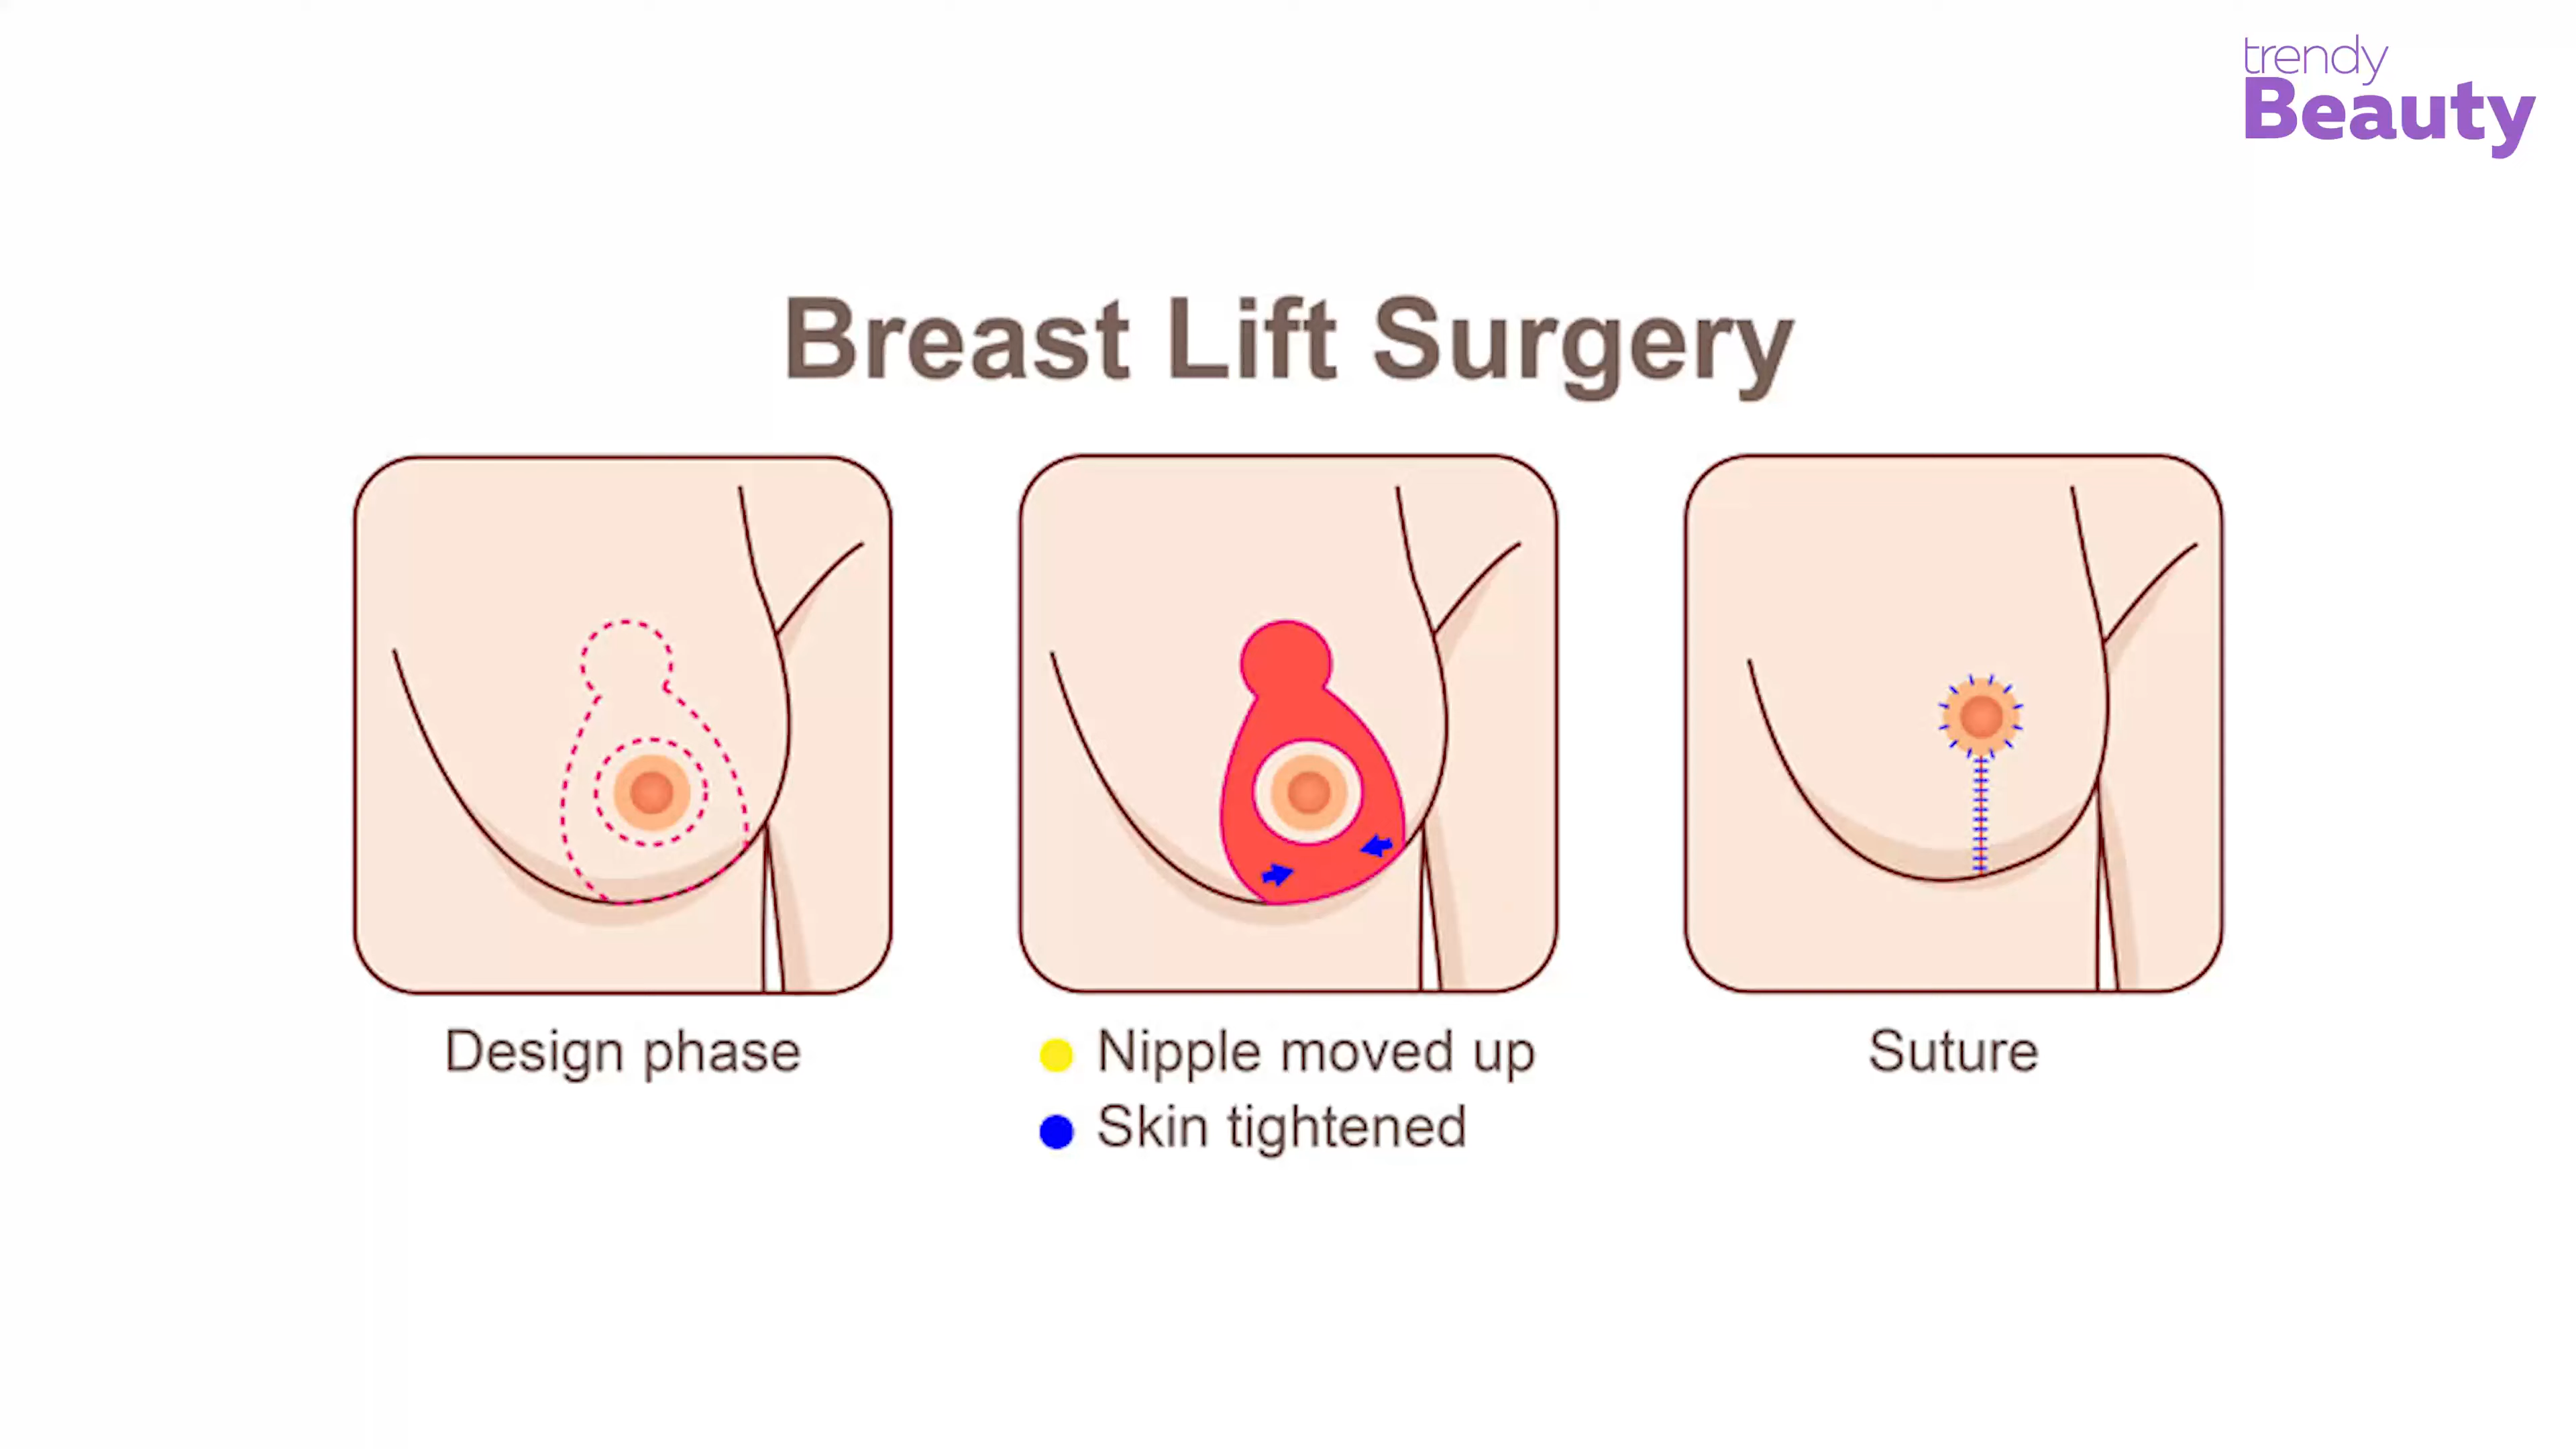 trendy
Beauty
Breast Lift Surgery
Design phase
Nipple moved up
Skin tightened
Suture